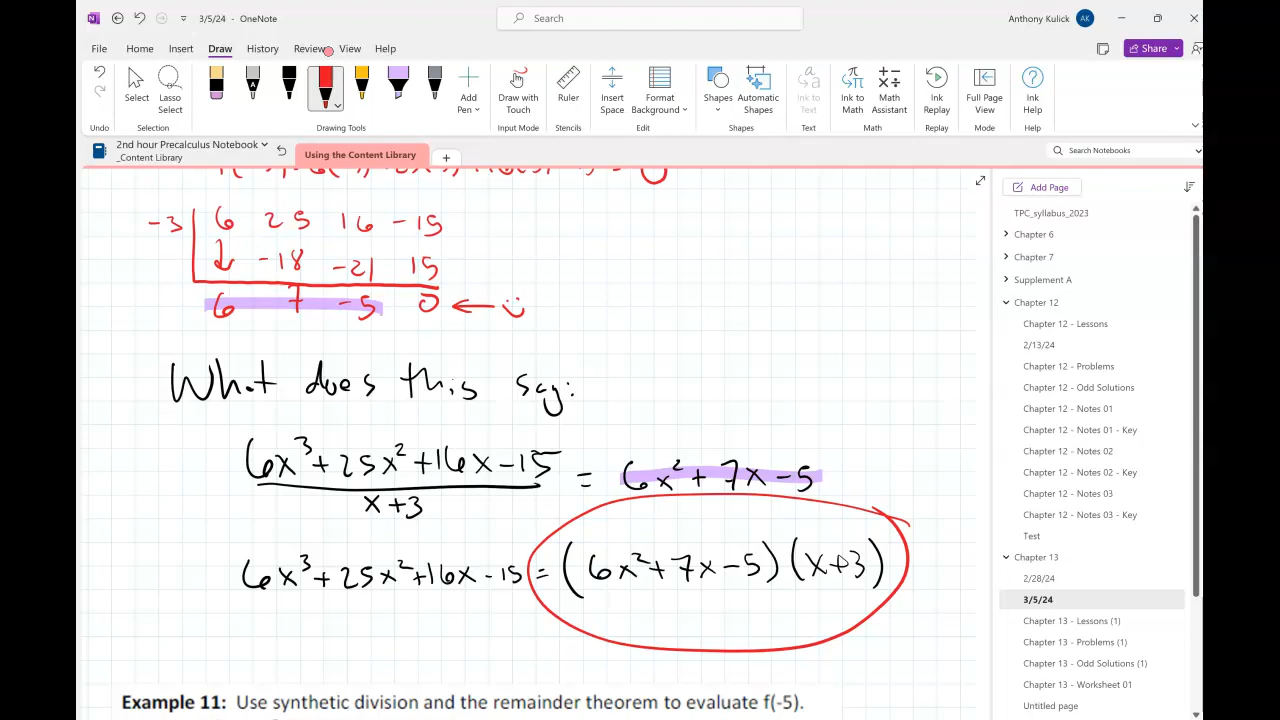 3/5/24 - OneNote
Search
Anthony Kulick
AK
File Home Insert Draw History Review View Help
Share
Select
Lasso Select
Add Pen
Draw with Touch
Ruler
Insert Space
Format Background
Shapes
Automatic Shapes
Ink to Text
Ink to Math
Math Assistant
Ink Replay
Full Page View
Ink Help
Undo
Selection
Drawing Tools
Input Mode
Stencils
Edit
Shapes
Text
Math
Replay
Mode
Help
2nd hour Precalculus Notebook
_Content Library
Using the Content Library
+
Search Notebooks
-3 6 25 16 -15
↓ -18 -21 15
6 7 -5 0 ←
What does this say:
6x³+25x²+16x-15
x+3
= 6x²+7x-5
6x³+25x²+16x-15 = (6x²+7x-5)(x+3)
Example 11: Use synthetic division and the remainder theorem to evaluate f(-5).
Add Page
TPC_syllabus_2023
Chapter 6
Chapter 7
Supplement A
Chapter 12
Chapter 12 - Lessons
2/13/24
Chapter 12 - Problems
Chapter 12 - Odd Solutions
Chapter 12 - Notes 01
Chapter 12 - Notes 01 - Key
Chapter 12 - Notes 02
Chapter 12 - Notes 02 - Key
Chapter 12 - Notes 03
Chapter 12 - Notes 03 - Key
Test
Chapter 13
2/28/24
3/5/24
Chapter 13 - Lessons (1)
Chapter 13 - Problems (1)
Chapter 13 - Odd Solutions (1)
Chapter 13 - Worksheet 01
Untitled page